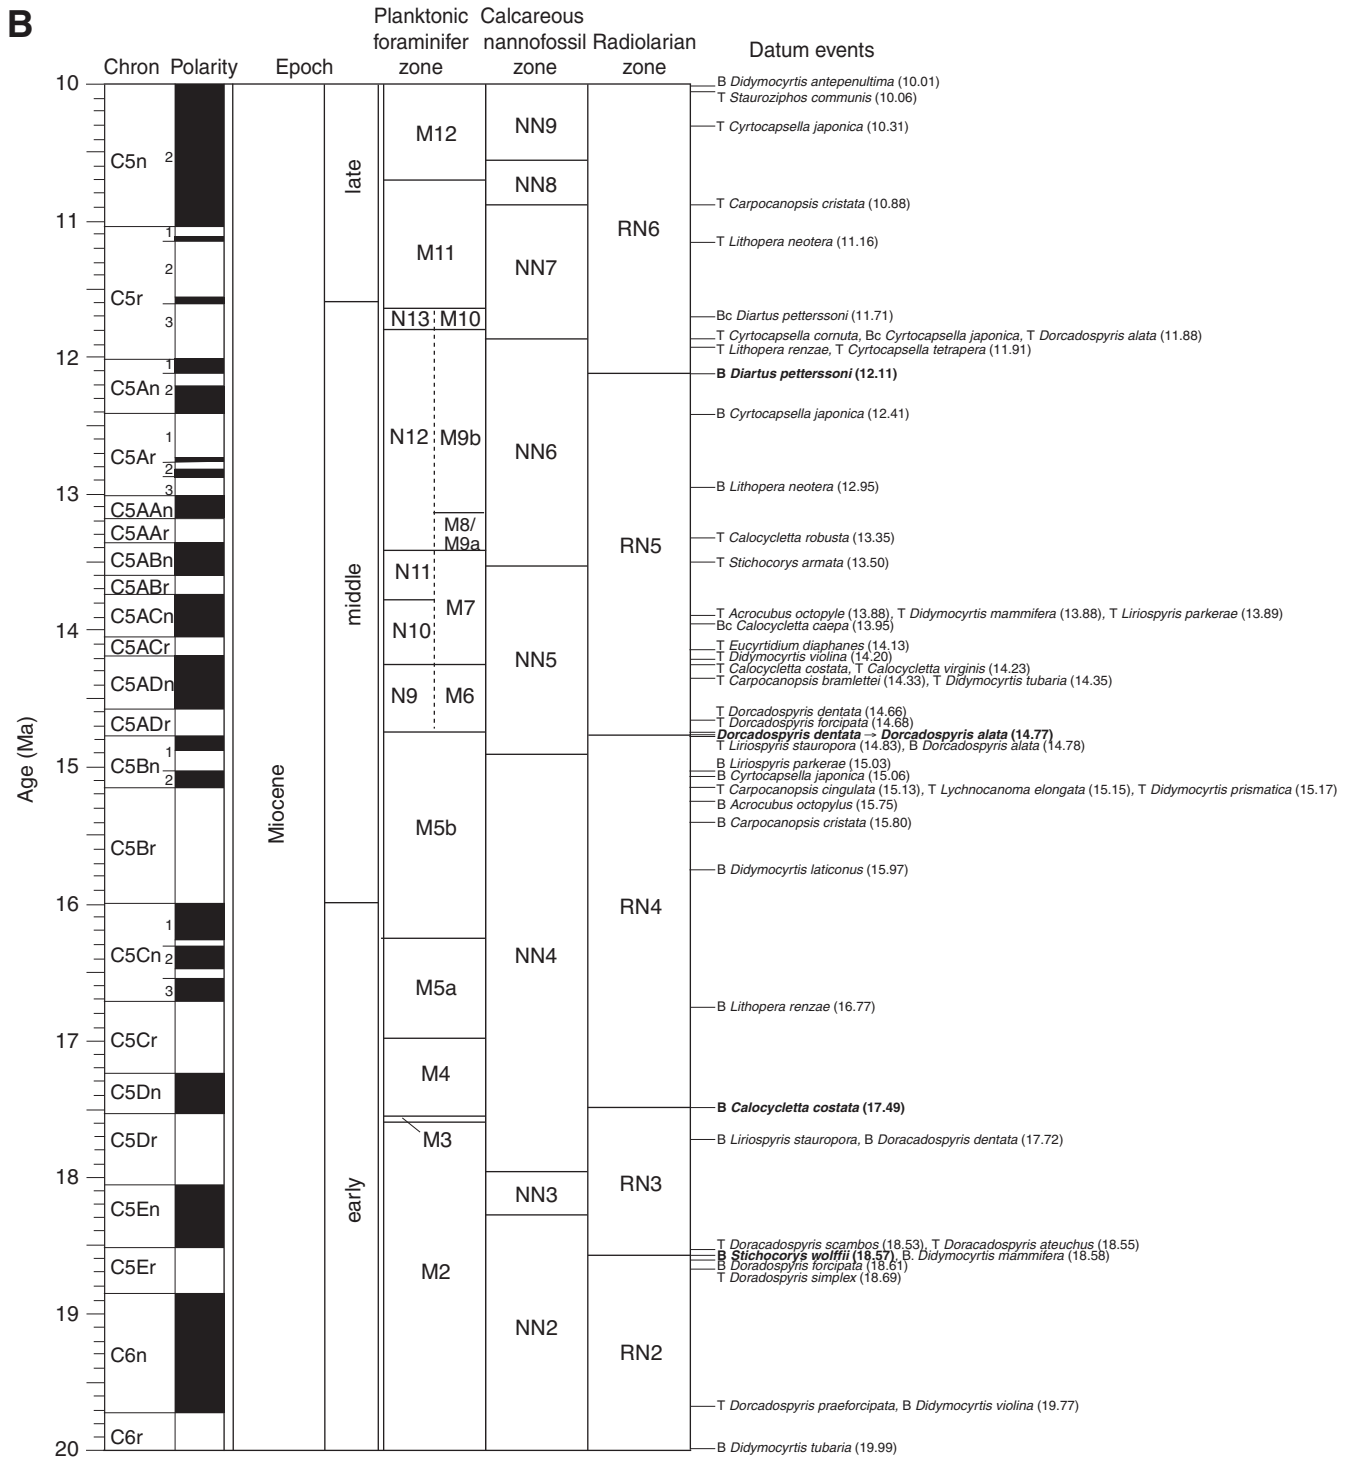 B
Planktonic Calcareous
foraminifer nannofossil Radiolarian
Chron Polarity Epoch zone zone zone Datum events
10
11
12
13
14
15
16
17
18
19
20
Age (Ma)
C5n 2
1
2
C5r
3
1
C5An 2
1
C5Ar
2
3
C5AAn
C5AAr
C5ABn
C5ABr
C5ACn
C5ACr
C5ADn
C5ADr
1
C5Bn
2
C5Br
1
C5Cn 2
3
C5Cr
C5Dn
C5Dr
C5En
C5Er
C6n
C6r
Miocene
late
middle
early
M12
M11
N13 M10
N12 M9b
M8/
M9a
N11
M7
N10
N9 M6
M5b
M5a
M4
M3
M2
NN9
NN8
NN7
NN6
NN5
NN4
NN3
NN2
RN6
RN5
RN4
RN3
RN2
B Didymocyrtis antepenultima (10.01)
T Stauroziphos communis (10.06)
T Cyrtocapsella japonica (10.31)
T Carpocanopsis cristata (10.88)
T Lithopera neotera (11.16)
Bc Diartus petterssoni (11.71)
T Cyrtocapsella cornuta, Bc Cyrtocapsella japonica, T Dorcadospyris alata (11.88)
T Lithopera renzae, T Cyrtocapsella tetrapera (11.91)
B Diartus petterssoni (12.11)
B Cyrtocapsella japonica (12.41)
B Lithopera neotera (12.95)
T Calocycletta robusta (13.35)
T Stichocorys armata (13.50)
T Acrocubus octopyle (13.88), T Didymocyrtis mammifera (13.88), T Liriospyris parkerae (13.89)
Bc Calocycletta caepa (13.95)
T Eucyrtidium diaphanes (14.13)
T Didymocyrtis violina (14.20)
T Calocycletta costata, T Calocycletta virginis (14.23)
T Carpocanopsis bramlettei (14.33), T Didymocyrtis tubaria (14.35)
T Dorcadospyris dentata (14.66)
T Dorcadospyris forcipata (14.68)
Dorcadospyris dentata → Dorcadospyris alata (14.77)
T Liriospyris stauropora (14.83), B Dorcadospyris alata (14.78)
B Liriospyris parkerae (15.03)
B Cyrtocapsella japonica (15.06)
T Carpocanopsis cingulata (15.13), T Lychnocanoma elongata (15.15), T Didymocyrtis prismatica (15.17)
B Acrocubus octopylus (15.75)
B Carpocanopsis cristata (15.80)
B Didymocyrtis laticonus (15.97)
B Lithopera renzae (16.77)
B Calocycletta costata (17.49)
B Liriospyris stauropora, B Doracadospyris dentata (17.72)
T Doracadospyris scambos (18.53), T Doracadospyris ateuchus (18.55)
B Stichocorys wolffii (18.57), B. Didymocyrtis mammifera (18.58)
B Doradospyris forcipata (18.61)
T Doradospyris simplex (18.69)
T Dorcadospyris praeforcipata, B Didymocyrtis violina (19.77)
B Didymocyrtis tubaria (19.99)